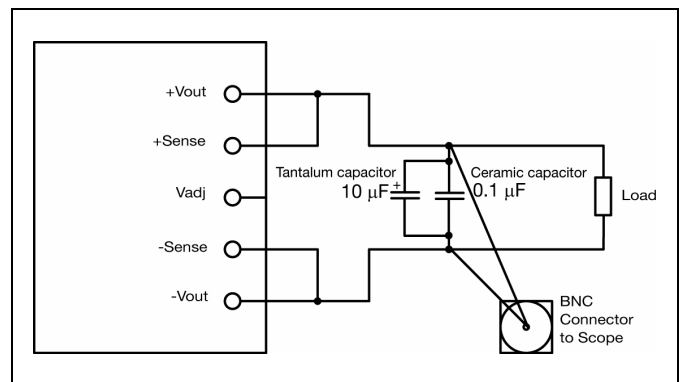 +Vout
+Sense
Tantalum capacitor
10 µF
+
Ceramic capacitor
0.1 µF
Vadj
Load
-Sense
-Vout
BNC
Connector
to Scope